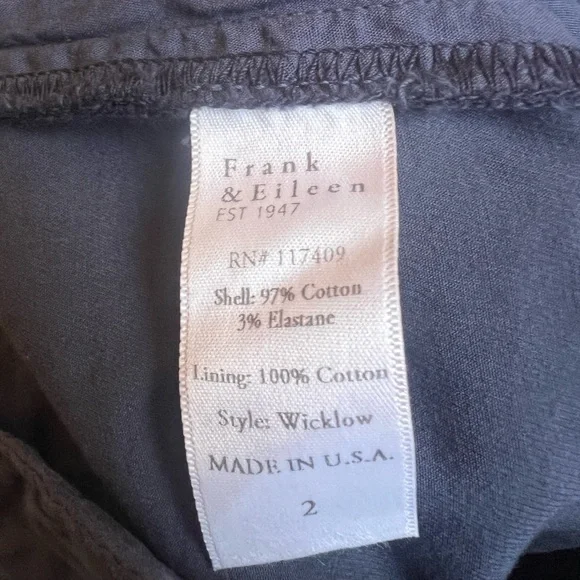 Frank
& Eileen
EST 1947
RN# 117409
Shell: 97% Cotton
3% Elastane
Lining: 100% Cotton
Style: Wicklow
MADE IN U.S.A.
2